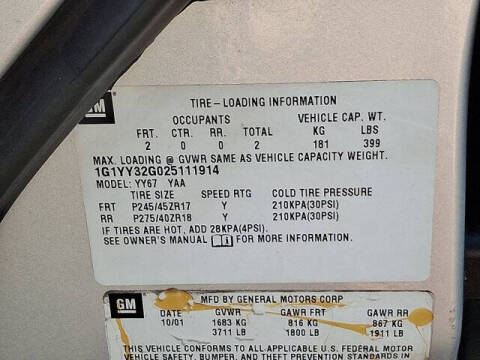 GM
TIRE-LOADING INFORMATION
OCCUPANTS VEHICLE CAP. WT.
FRT. CTR. RR. TOTAL KG LBS
2 0 0 2 181 399
MAX. LOADING @ GVWR SAME AS VEHICLE CAPACITY WEIGHT.
1G1YY32G025111914
MODEL: YY67 YAA
TIRE SIZE SPEED RTG COLD TIRE PRESSURE
FRT P245/45ZR17 Y 210KPA(30PSI)
RR P275/40ZR18 Y 210KPA(30PSI)
IF TIRES ARE HOT, ADD 28KPA(4PSI).
SEE OWNER'S MANUAL FOR MORE INFORMATION.
GM
MFD BY GENERAL MOTORS CORP
DATE GVWR GAWR FRT GAWR RR
10/01 1683 KG 816 KG 867 KG
3711 LB 1800 LB 1911 LB
THIS VEHICLE CONFORMS TO ALL APPLICABLE U.S. FEDERAL MOTOR
VEHICLE SAFETY, BUMPER, AND THEFT PREVENTION STANDARDS IN